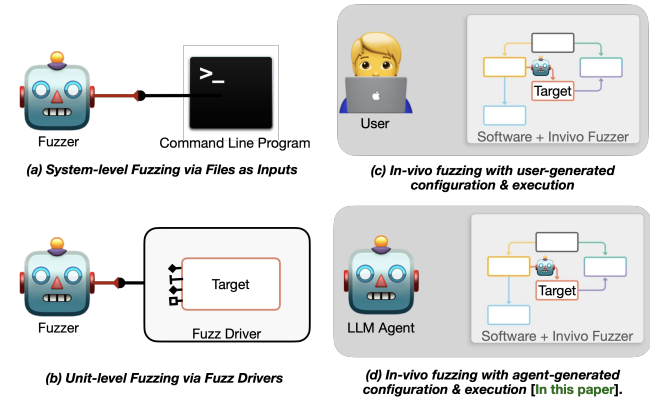 >_
Fuzzer
Command Line Program
(a) System-level Fuzzing via Files as Inputs
User
Target
Software + Invivo Fuzzer
(c) In-vivo fuzzing with user-generated
configuration & execution
Fuzzer
Target
Fuzz Driver
(b) Unit-level Fuzzing via Fuzz Drivers
LLM Agent
Target
Software + Invivo Fuzzer
(d) In-vivo fuzzing with agent-generated
configuration & execution [In this paper].